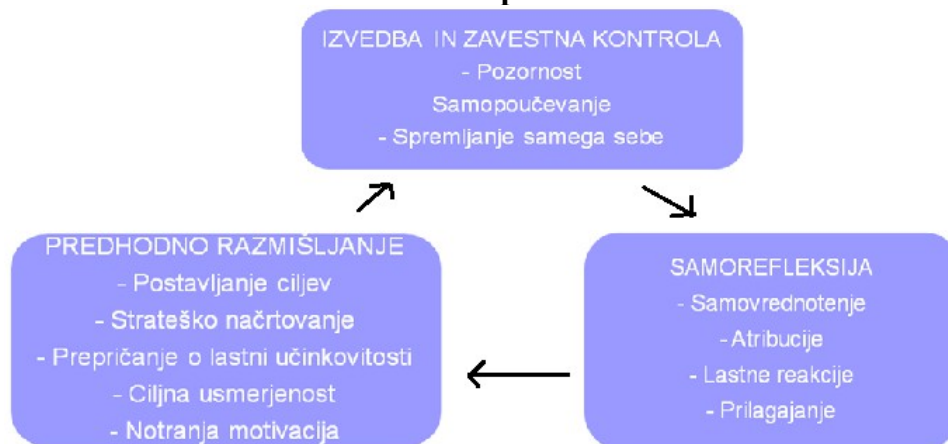 IZVEDBA IN ZAVESTNA KONTROLA
- Pozornost
Samopoučevanje
- Spremljanje samega sebe
PREDHODNO RAZMIŠLJANJE
- Postavljanje ciljev
- Strateško načrtovanje
- Prepričanje o lastni učinkovitosti
- Ciljna usmerjenost
- Notranja motivacija
SAMOREFLEKSIJA
- Samovrednotenje
- Atribucije
- Lastne reakcije
- Prilagajanje